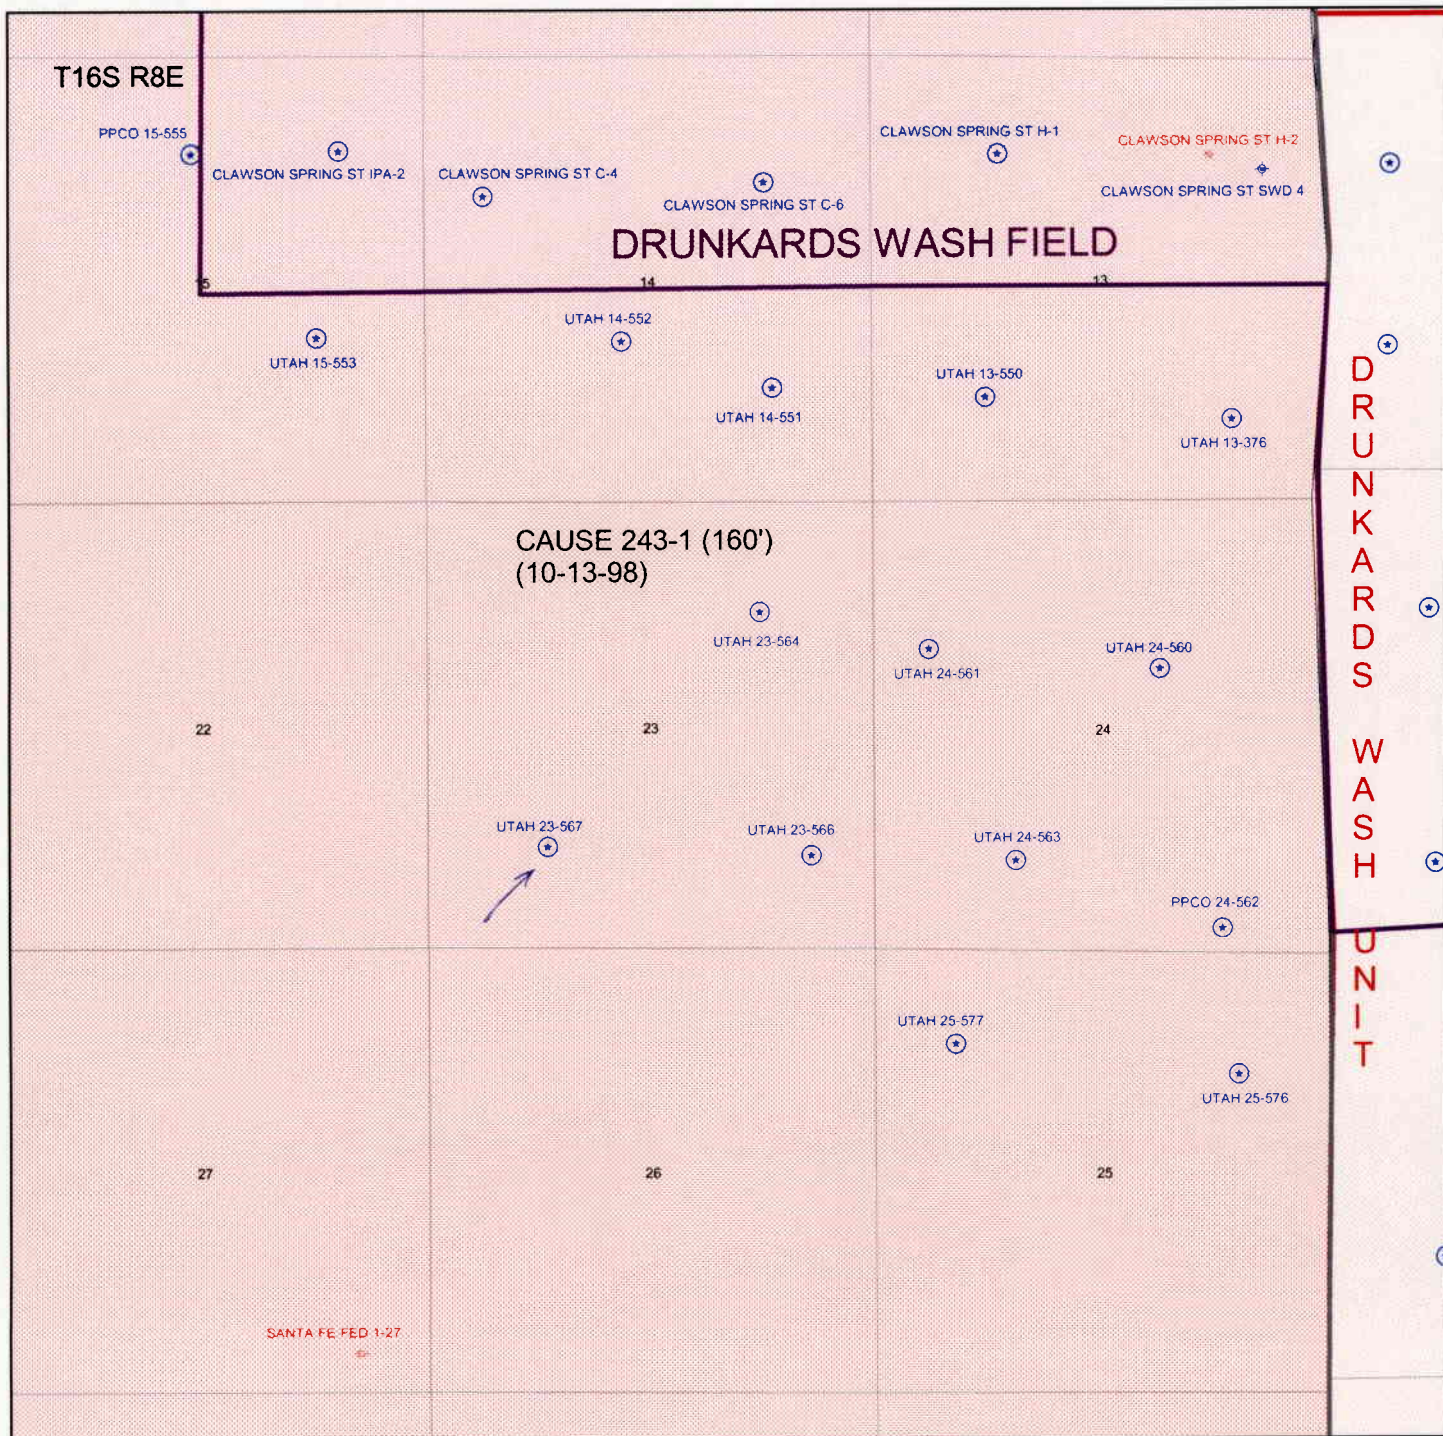 T16S R8E
PPCO 15-555
CLAWSON SPRING ST IPA-2
CLAWSON SPRING ST C-4
CLAWSON SPRING ST C-6
CLAWSON SPRING ST H-1
CLAWSON SPRING ST H-2
CLAWSON SPRING ST SWD 4
DRUNKARDS WASH FIELD
15
14
13
UTAH 15-553
UTAH 14-552
UTAH 14-551
UTAH 13-550
UTAH 13-376
CAUSE 243-1 (160')
(10-13-98)
UTAH 23-564
UTAH 24-561
UTAH 24-560
22
23
24
UTAH 23-567
UTAH 23-566
UTAH 24-563
PPCO 24-562
UTAH 25-577
UTAH 25-576
27
26
25
SANTA FE FED 1-27
DRUNKARDS WASH UNIT